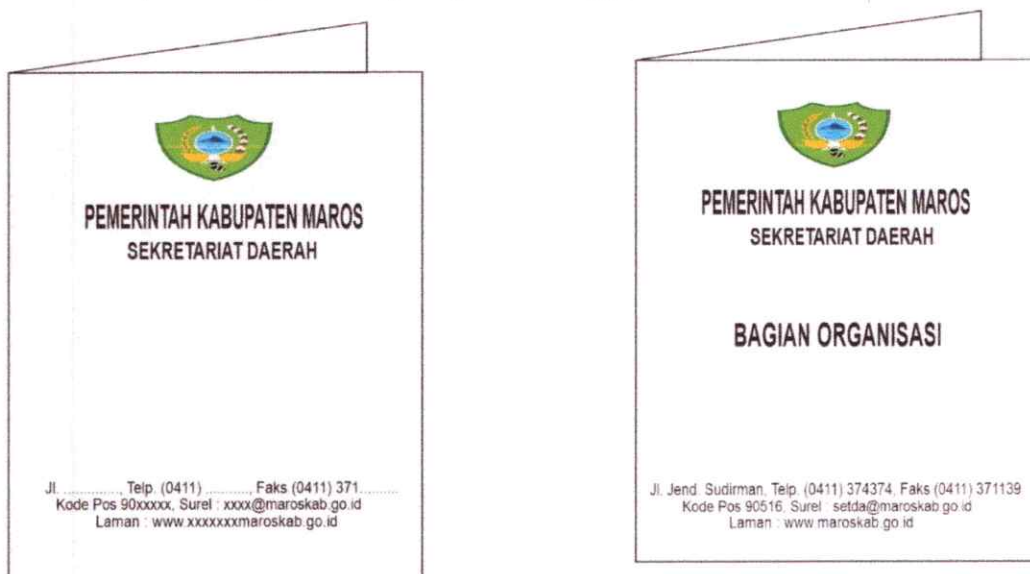 PEMERINTAH KABUPATEN MAROS
SEKRETARIAT DAERAH
Jl. .............., Telp. (0411) .........., Faks (0411) 371.........
Kode Pos 90xxxxx, Surel : xxxx@maroskab.go.id
Laman : www.xxxxxxxmaroskab.go.id
PEMERINTAH KABUPATEN MAROS
SEKRETARIAT DAERAH
BAGIAN ORGANISASI
Jl. Jend. Sudirman, Telp. (0411) 374374, Faks (0411) 371139
Kode Pos 90516, Surel : setda@maroskab.go.id
Laman : www.maroskab.go.id